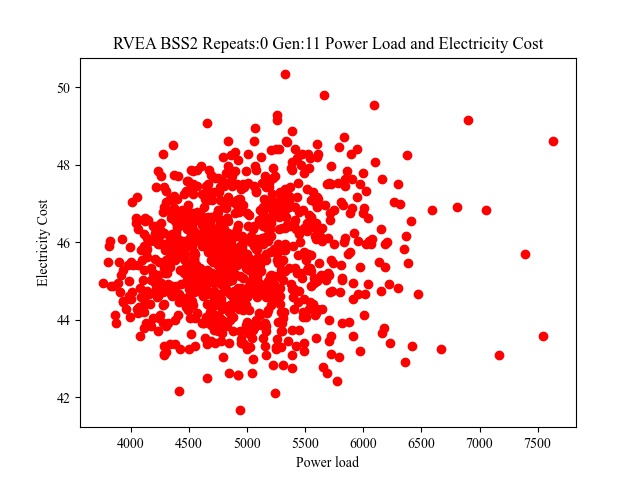 RVEA BSS2 Repeats:0 Gen:11 Power Load and Electricity Cost
50
48
46
44
42
Electricity Cost
4000 4500 5000 5500 6000 6500 7000 7500
Power load